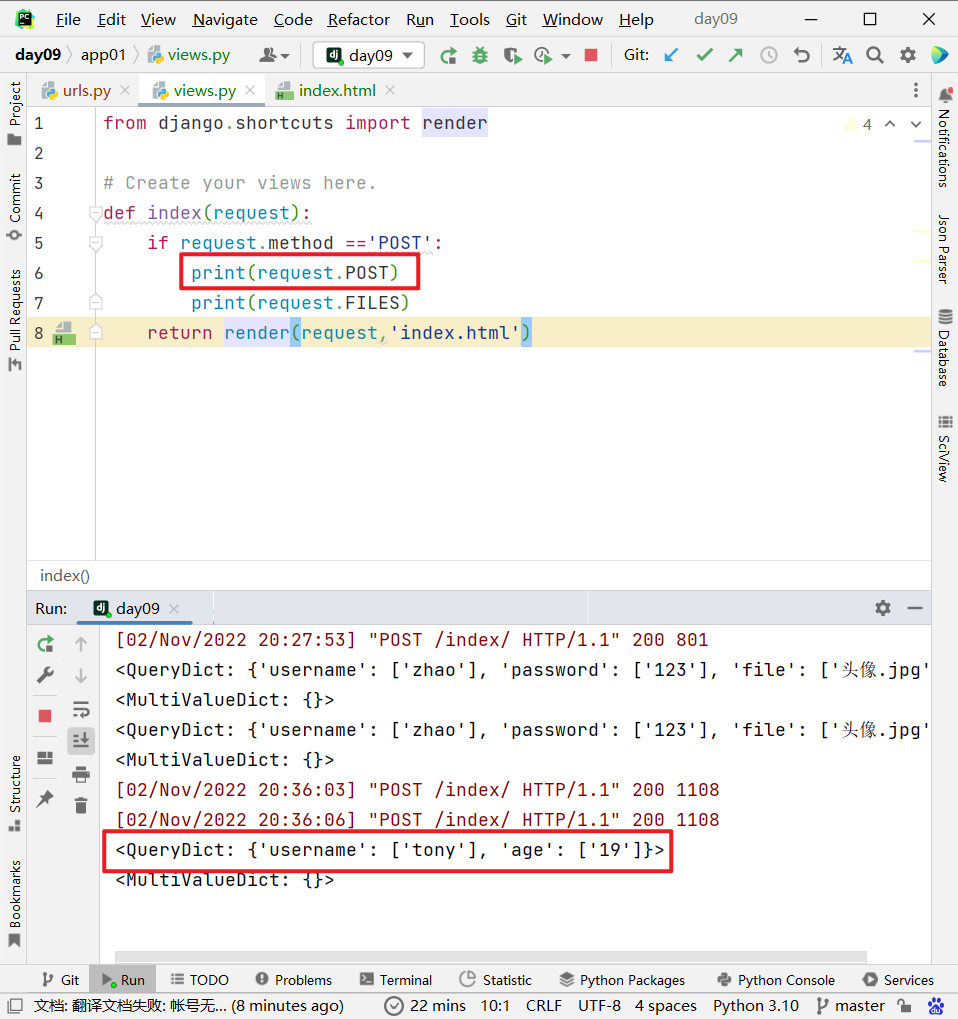 File Edit View Navigate Code Refactor Run Tools Git Window Help day09
day09 app01 views.py day09 Git:
urls.py views.py index.html
Project
Commit
Pull Requests
Structure
Bookmarks
1 from django.shortcuts import render 4
2
3 # Create your views here.
4 def index(request):
5 if request.method =='POST':
6 print(request.POST)
7 print(request.FILES)
8 return render(request,'index.html')
Notifications
Json Parser
Database
SciView
index()
Run: day09
[02/Nov/2022 20:27:53] "POST /index/ HTTP/1.1" 200 801
<QueryDict: {'username': ['zhao'], 'password': ['123'], 'file': ['头像.jpg'
<MultiValueDict: {}>
<QueryDict: {'username': ['zhao'], 'password': ['123'], 'file': ['头像.jpg'
<MultiValueDict: {}>
[02/Nov/2022 20:36:03] "POST /index/ HTTP/1.1" 200 1108
[02/Nov/2022 20:36:06] "POST /index/ HTTP/1.1" 200 1108
<QueryDict: {'username': ['tony'], 'age': ['19']}>
<MultiValueDict: {}>
Git Run TODO Problems Terminal Statistic Python Packages Python Console Services
文档: 翻译文档失败: 帐号无... (8 minutes ago) 22 mins 10:1 CRLF UTF-8 4 spaces Python 3.10 master